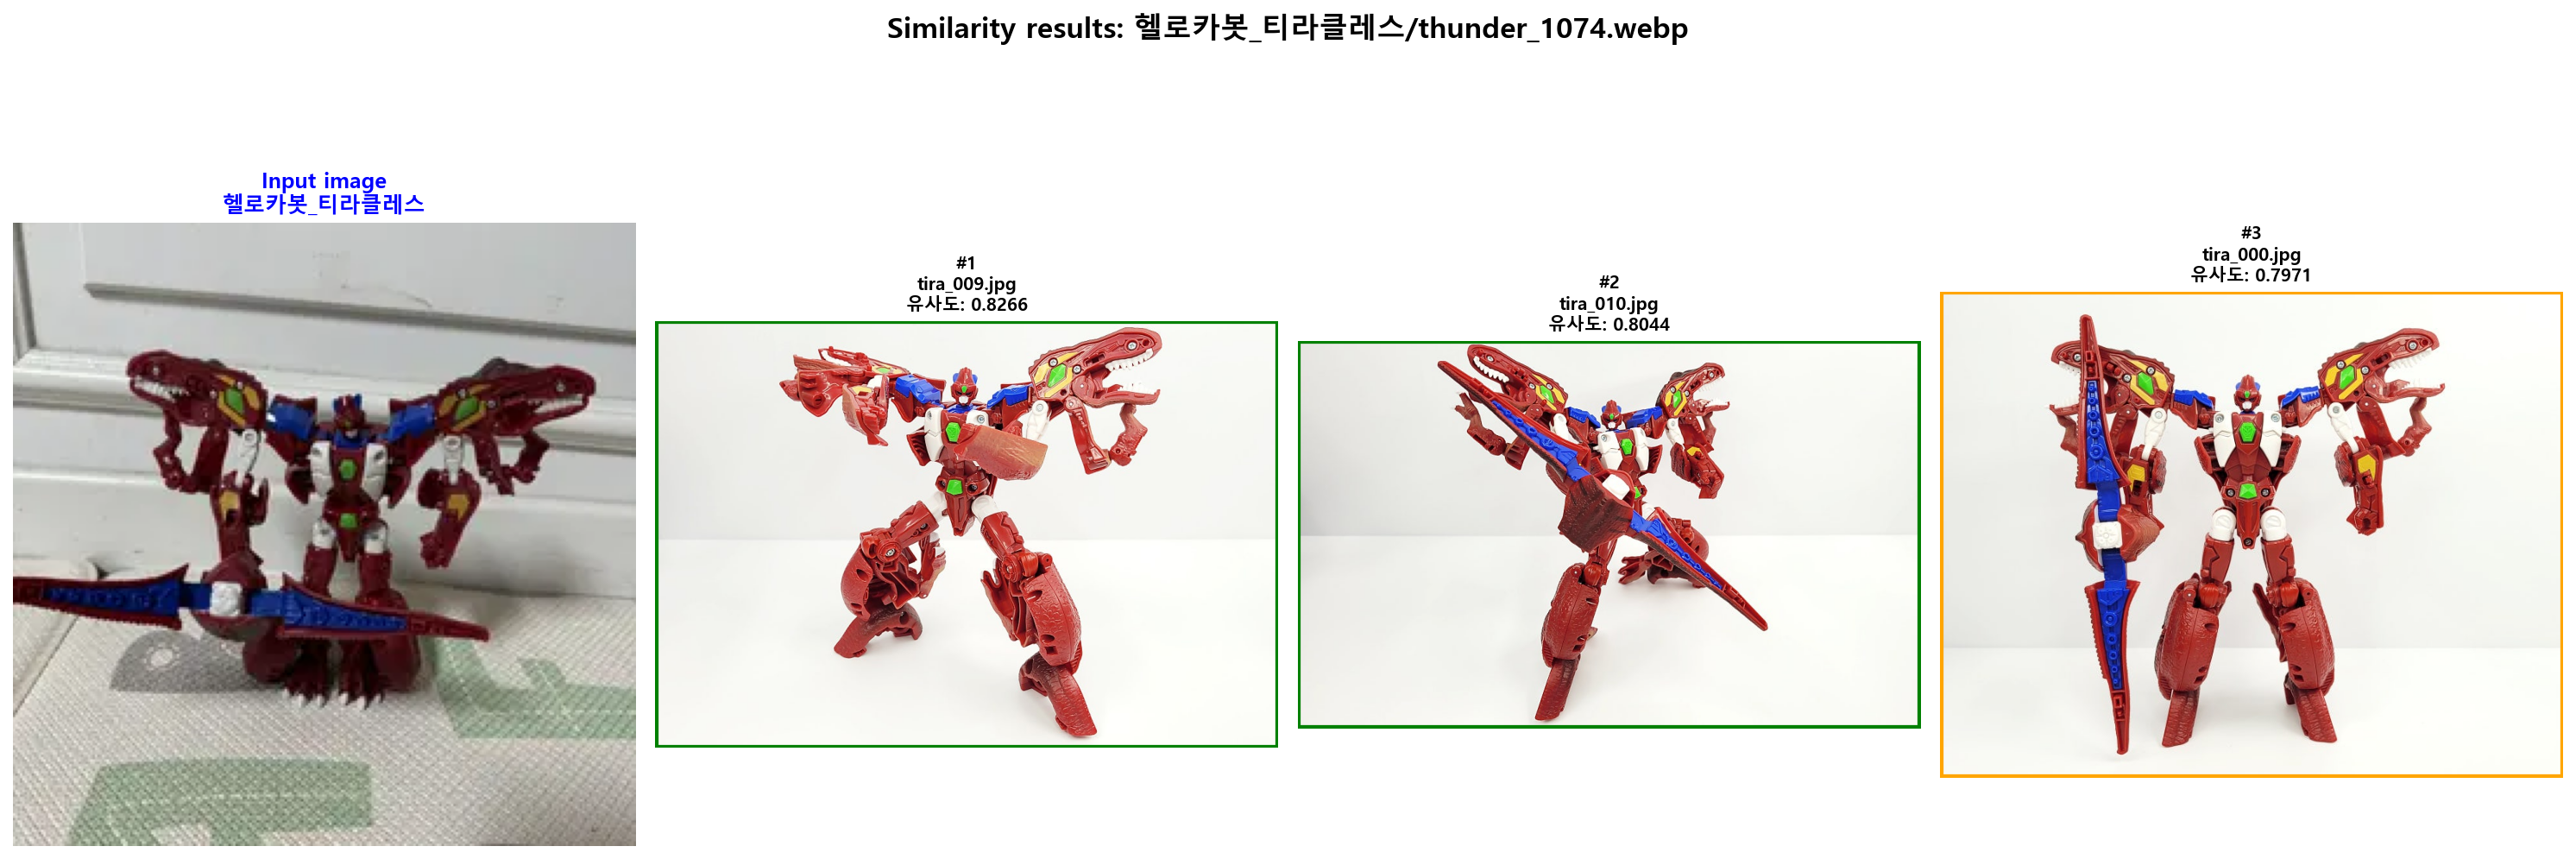 Similarity results: 헬로카봇_티라클레스/thunder_1074.webp
Input image
헬로카봇_티라클레스
#1
tira_009.jpg
유사도: 0.8266
#2
tira_010.jpg
유사도: 0.8044
#3
tira_000.jpg
유사도: 0.7971